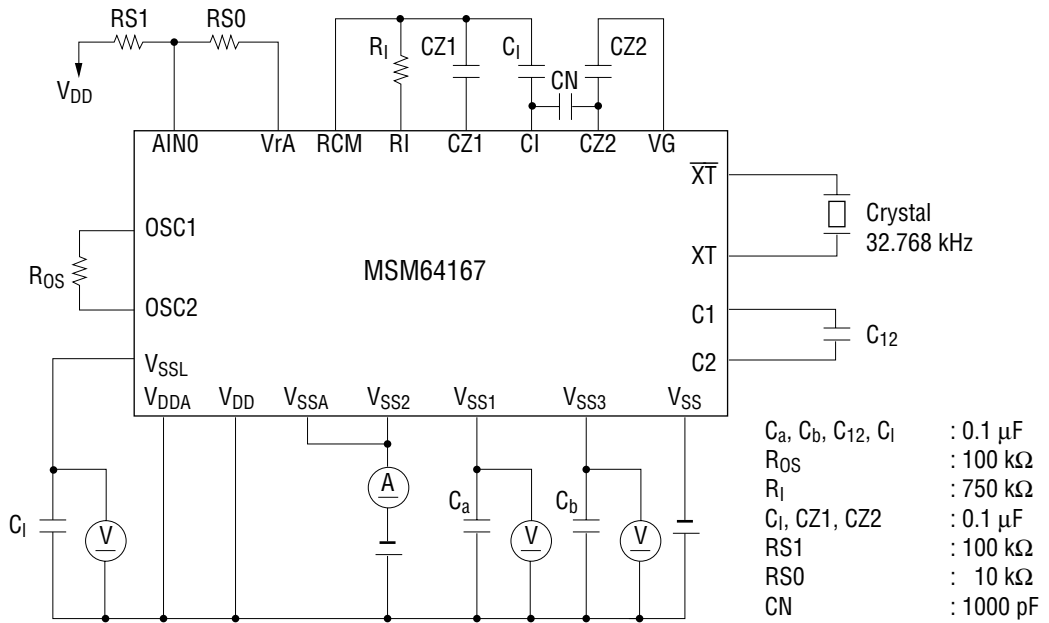 RS1 RS0
V_DD
R_I CZ1 C_I CZ2
CN
AIN0 VrA RCM RI CZ1 CI CZ2 VG
X̅T̅
OSC1
Crystal
32.768 kHz
R_OS
MSM64167
XT
OSC2
C1
C_12
C2
V_SSL
V_DDA V_DD V_SSA V_SS2 V_SS1 V_SS3 V_SS
A
C_l V C_a V C_b V
C_a, C_b, C_12, C_l : 0.1 μF
R_OS : 100 kΩ
R_I : 750 kΩ
C_I, CZ1, CZ2 : 0.1 μF
RS1 : 100 kΩ
RS0 : 10 kΩ
CN : 1000 pF